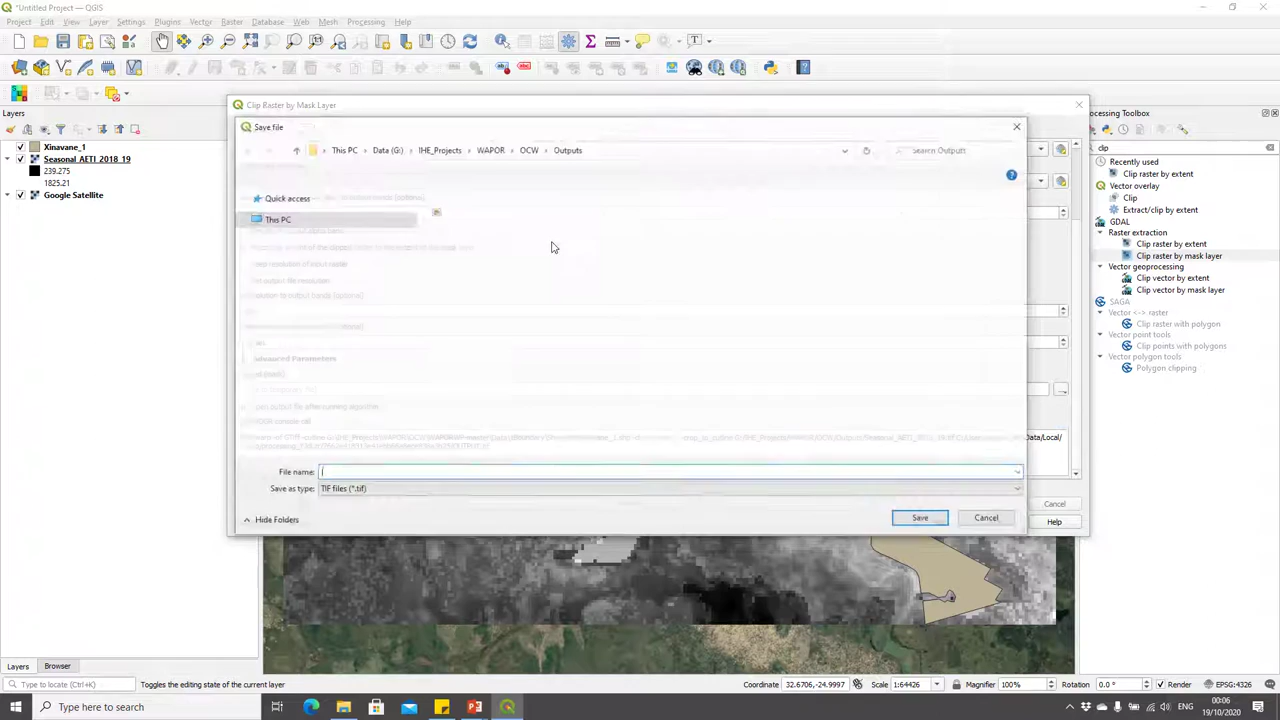 *Untitled Project — QGIS
Project Edit View Layer Settings Plugins Vector Raster Database Web Mesh Processing Help
Layers
Xinavane_1
Seasonal_AETI_2018_19
239.275
1825.21
Google Satellite
Clip Raster by Mask Layer
Save file
This PC > Data (G:) > IHE_Projects > WAPOR > OCW > Outputs
Search Outputs
Quick access
This PC
Advanced Parameters
Data/Local/
File name:
Save as type: TIF files (*.tif)
Hide Folders
Save Cancel
Cancel
Help
Processing Toolbox
clip
Recently used
Clip raster by extent
Vector overlay
Clip
Extract/clip by extent
GDAL
Raster extraction
Clip raster by extent
Clip raster by mask layer
Vector geoprocessing
Clip vector by extent
Clip vector by mask layer
SAGA
Vector <-> raster
Clip raster with polygon
Vector point tools
Clip points with polygons
Vector polygon tools
Polygon clipping
Layers Browser
Type to locate (Ctrl+K) Toggles the editing state of the current layer Coordinate 32.6706,-24.9997 Scale 1:64426 Magnifier 100% Rotation 0.0 ° Render EPSG:4326
Type here to search
00:06
19/10/2020